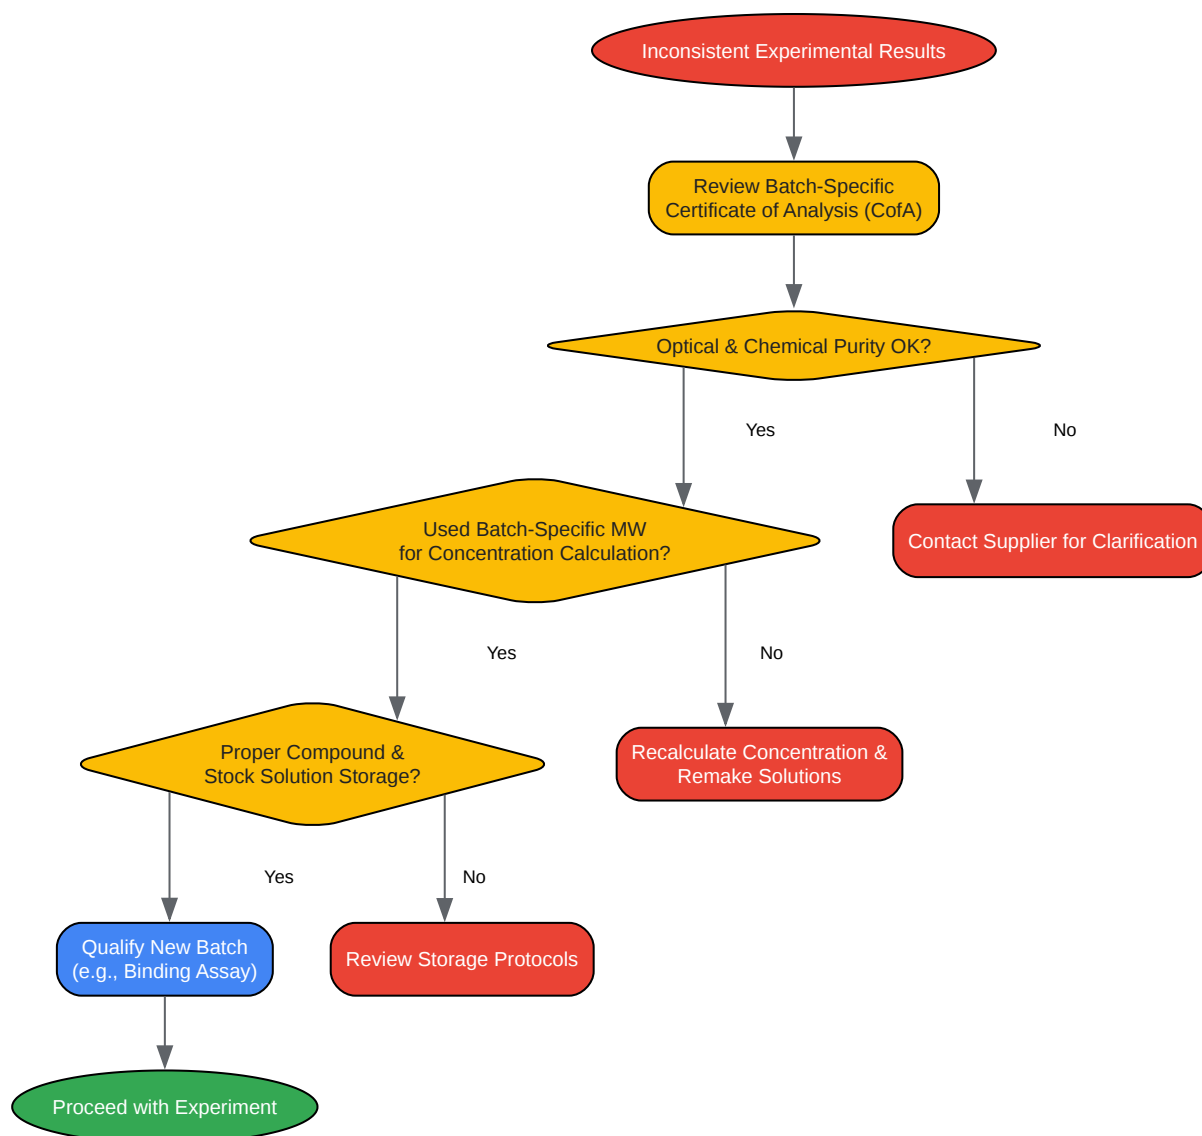 Inconsistent Experimental Results
Review Batch-Specific
Certificate of Analysis (CofA)
Optical & Chemical Purity OK?
Yes
No
Used Batch-Specific MW
for Concentration Calculation?
Contact Supplier for Clarification
Yes
No
Proper Compound &
Stock Solution Storage?
Recalculate Concentration &
Remake Solutions
Yes
No
Qualify New Batch
(e.g., Binding Assay)
Review Storage Protocols
Proceed with Experiment